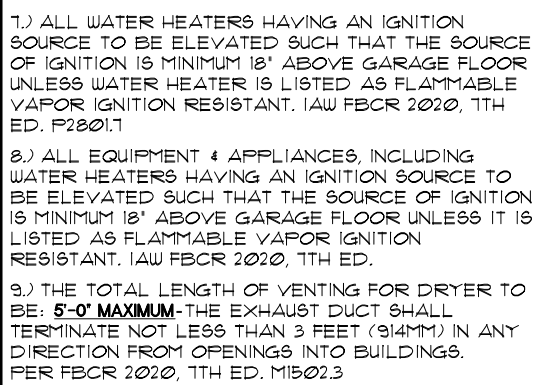 7.) ALL WATER HEATERS HAVING AN IGNITION
SOURCE TO BE ELEVATED SUCH THAT THE SOURCE
OF IGNITION IS MINIMUM 18" ABOVE GARAGE FLOOR
UNLESS WATER HEATER IS LISTED AS FLAMMABLE
VAPOR IGNITION RESISTANT. IAW FBCR 2020, 7TH
ED. P2801.7
8.) ALL EQUIPMENT & APPLIANCES, INCLUDING
WATER HEATERS HAVING AN IGNITION SOURCE TO
BE ELEVATED SUCH THAT THE SOURCE OF IGNITION
IS MINIMUM 18" ABOVE GARAGE FLOOR UNLESS IT IS
LISTED AS FLAMMABLE VAPOR IGNITION
RESISTANT. IAW FBCR 2020, 7TH ED.
9.) THE TOTAL LENGTH OF VENTING FOR DRYER TO
BE: 5'-0" MAXIMUM-THE EXHAUST DUCT SHALL
TERMINATE NOT LESS THAN 3 FEET (914MM) IN ANY
DIRECTION FROM OPENINGS INTO BUILDINGS.
PER FBCR 2020, 7TH ED. M1502.3